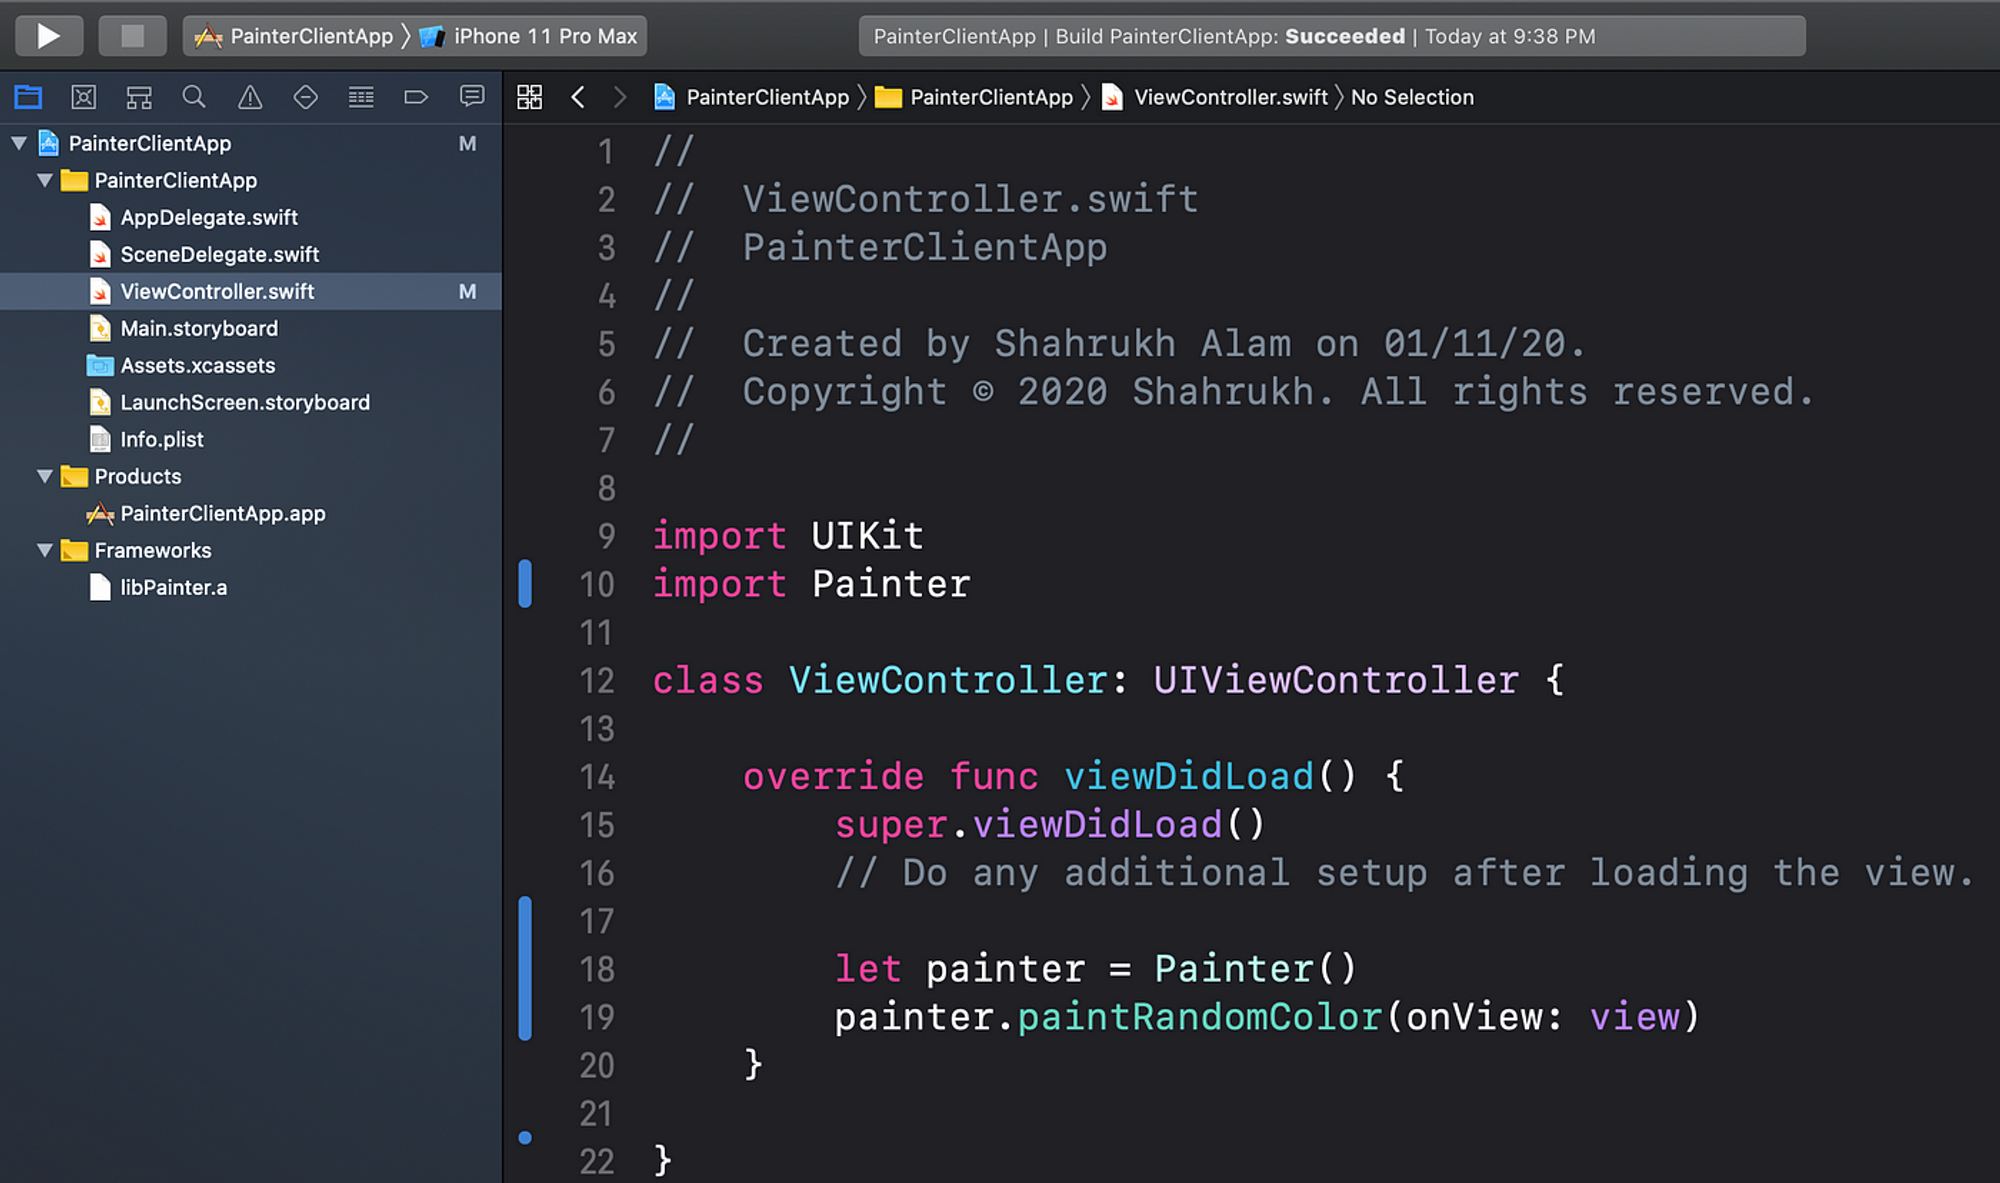 PainterClientApp 〉 iPhone 11 Pro Max
PainterClientApp | Build PainterClientApp: Succeeded | Today at 9:38 PM
PainterClientApp 〉 PainterClientApp 〉 ViewController.swift 〉 No Selection
PainterClientApp M
PainterClientApp
AppDelegate.swift
SceneDelegate.swift
ViewController.swift M
Main.storyboard
Assets.xcassets
LaunchScreen.storyboard
Info.plist
Products
PainterClientApp.app
Frameworks
libPainter.a
1 //
2 //  ViewController.swift
3 //  PainterClientApp
4 //
5 //  Created by Shahrukh Alam on 01/11/20.
6 //  Copyright © 2020 Shahrukh. All rights reserved.
7 //
8
9 import UIKit
10 import Painter
11
12 class ViewController: UIViewController {
13
14     override func viewDidLoad() {
15         super.viewDidLoad()
16         // Do any additional setup after loading the view.
17
18         let painter = Painter()
19         painter.paintRandomColor(onView: view)
20     }
21
22 }